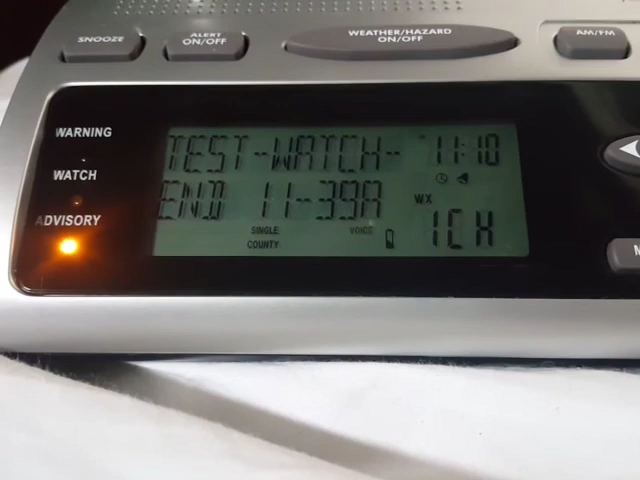 SNOOZE
ALERT
ON/OFF
WEATHER/HAZARD
ON/OFF
AM/FM
WARNING
WATCH
ADVISORY
TEST-WATCH- 11:10
END 11-39A
WX
SINGLE VOICE
COUNTY
1CH
M